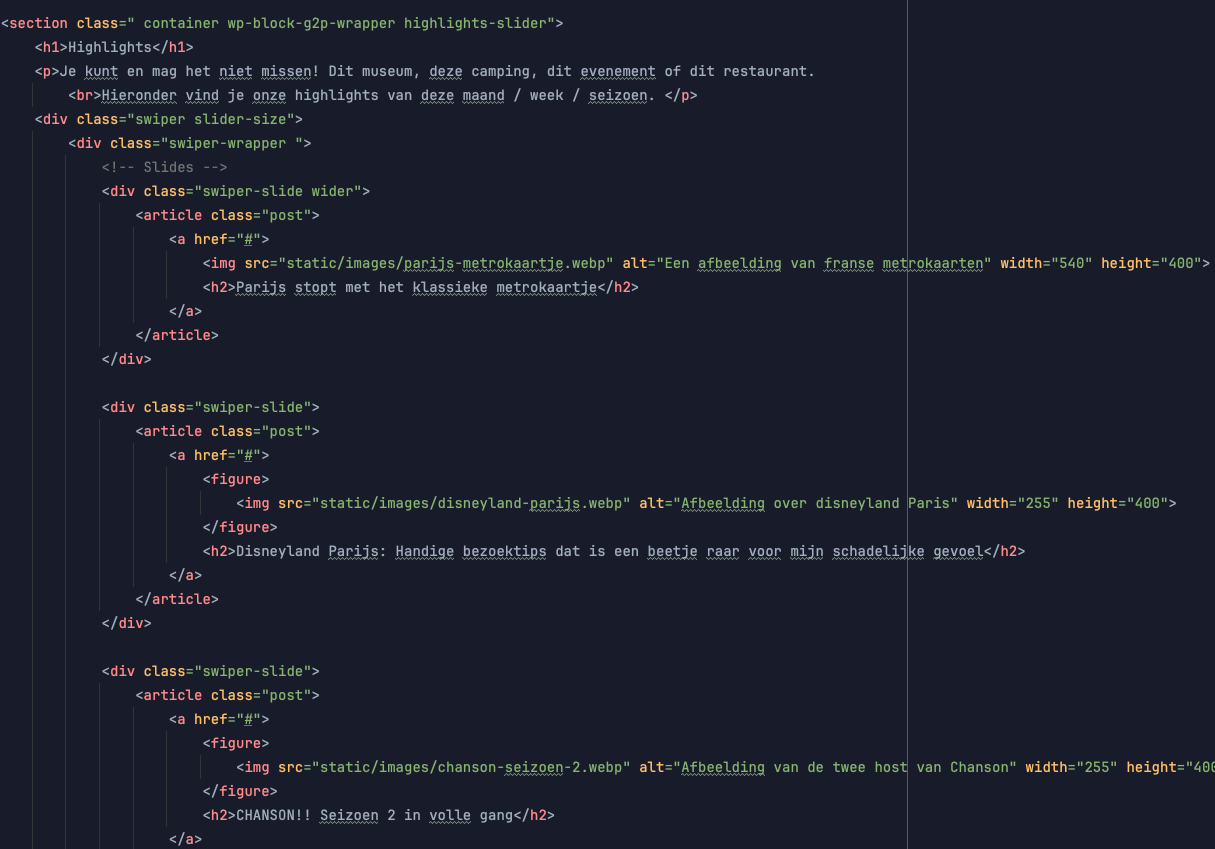 <section class=" container wp-block-g2p-wrapper highlights-slider">
<h1>Highlights</h1>
<p>Je kunt en mag het niet missen! Dit museum, deze camping, dit evenement of dit restaurant.
<br>Hieronder vind je onze highlights van deze maand / week / seizoen. </p>
<div class="swiper slider-size">
<div class="swiper-wrapper ">
<!-- Slides -->
<div class="swiper-slide wider">
<article class="post">
<a href="#">
<img src="static/images/parijs-metrokaartje.webp" alt="Een afbeelding van franse metrokaarten" width="540" height="400">
<h2>Parijs stopt met het klassieke metrokaartje</h2>
</a>
</article>
</div>
<div class="swiper-slide">
<article class="post">
<a href="#">
<figure>
<img src="static/images/disneyland-parijs.webp" alt="Afbeelding over disneyland Paris" width="255" height="400">
</figure>
<h2>Disneyland Parijs: Handige bezoektips dat is een beetje raar voor mijn schadelijke gevoel</h2>
</a>
</article>
</div>
<div class="swiper-slide">
<article class="post">
<a href="#">
<figure>
<img src="static/images/chanson-seizoen-2.webp" alt="Afbeelding van de twee host van Chanson" width="255" height="400
</figure>
<h2>CHANSON!! Seizoen 2 in volle gang</h2>
</a>